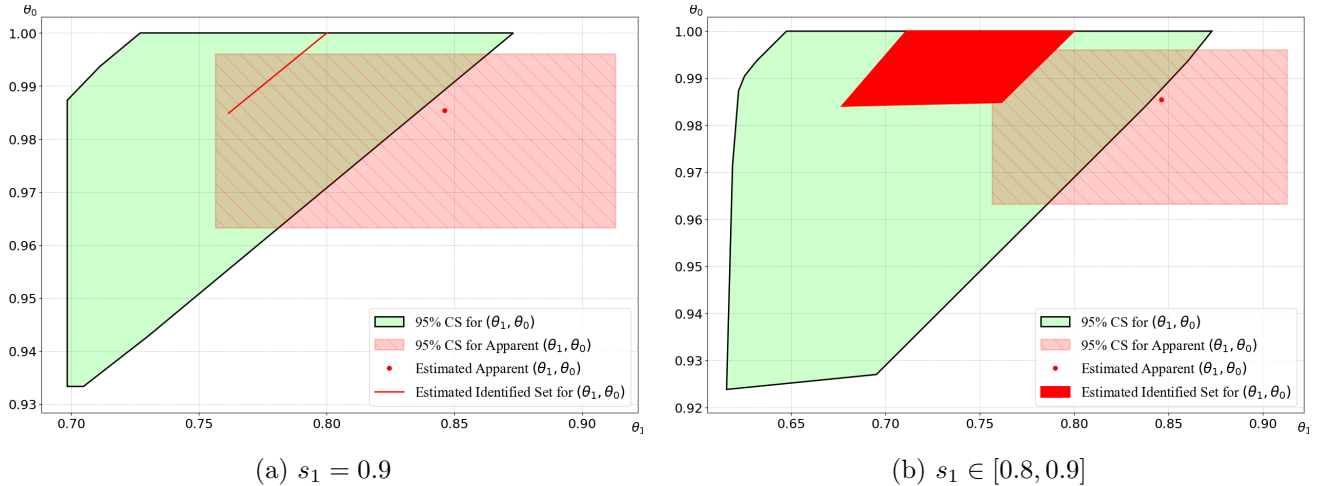 θ₀
1.00
0.99
0.98
0.97
0.96
0.95
0.94
0.93
0.70
0.75
0.80
0.85
0.90
θ₁
95% CS for (θ₁, θ₀)
95% CS for Apparent (θ₁, θ₀)
Estimated Apparent (θ₁, θ₀)
Estimated Identified Set for (θ₁, θ₀)
(a) s₁ = 0.9
θ₀
1.00
0.99
0.98
0.97
0.96
0.95
0.94
0.93
0.92
0.65
0.70
0.75
0.80
0.85
0.90
θ₁
95% CS for (θ₁, θ₀)
95% CS for Apparent (θ₁, θ₀)
Estimated Apparent (θ₁, θ₀)
Estimated Identified Set for (θ₁, θ₀)
(b) s₁ ∈ [0.8, 0.9]